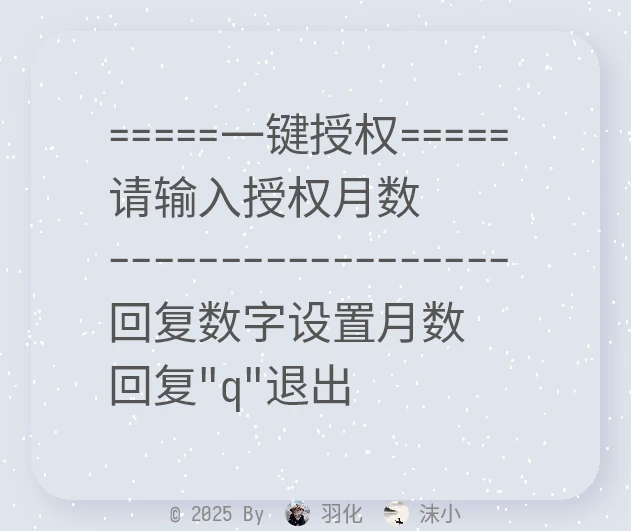 =====一键授权=====
请输入授权月数
------------------
回复数字设置月数
回复"q"退出
© 2025 By 羽化 沫小